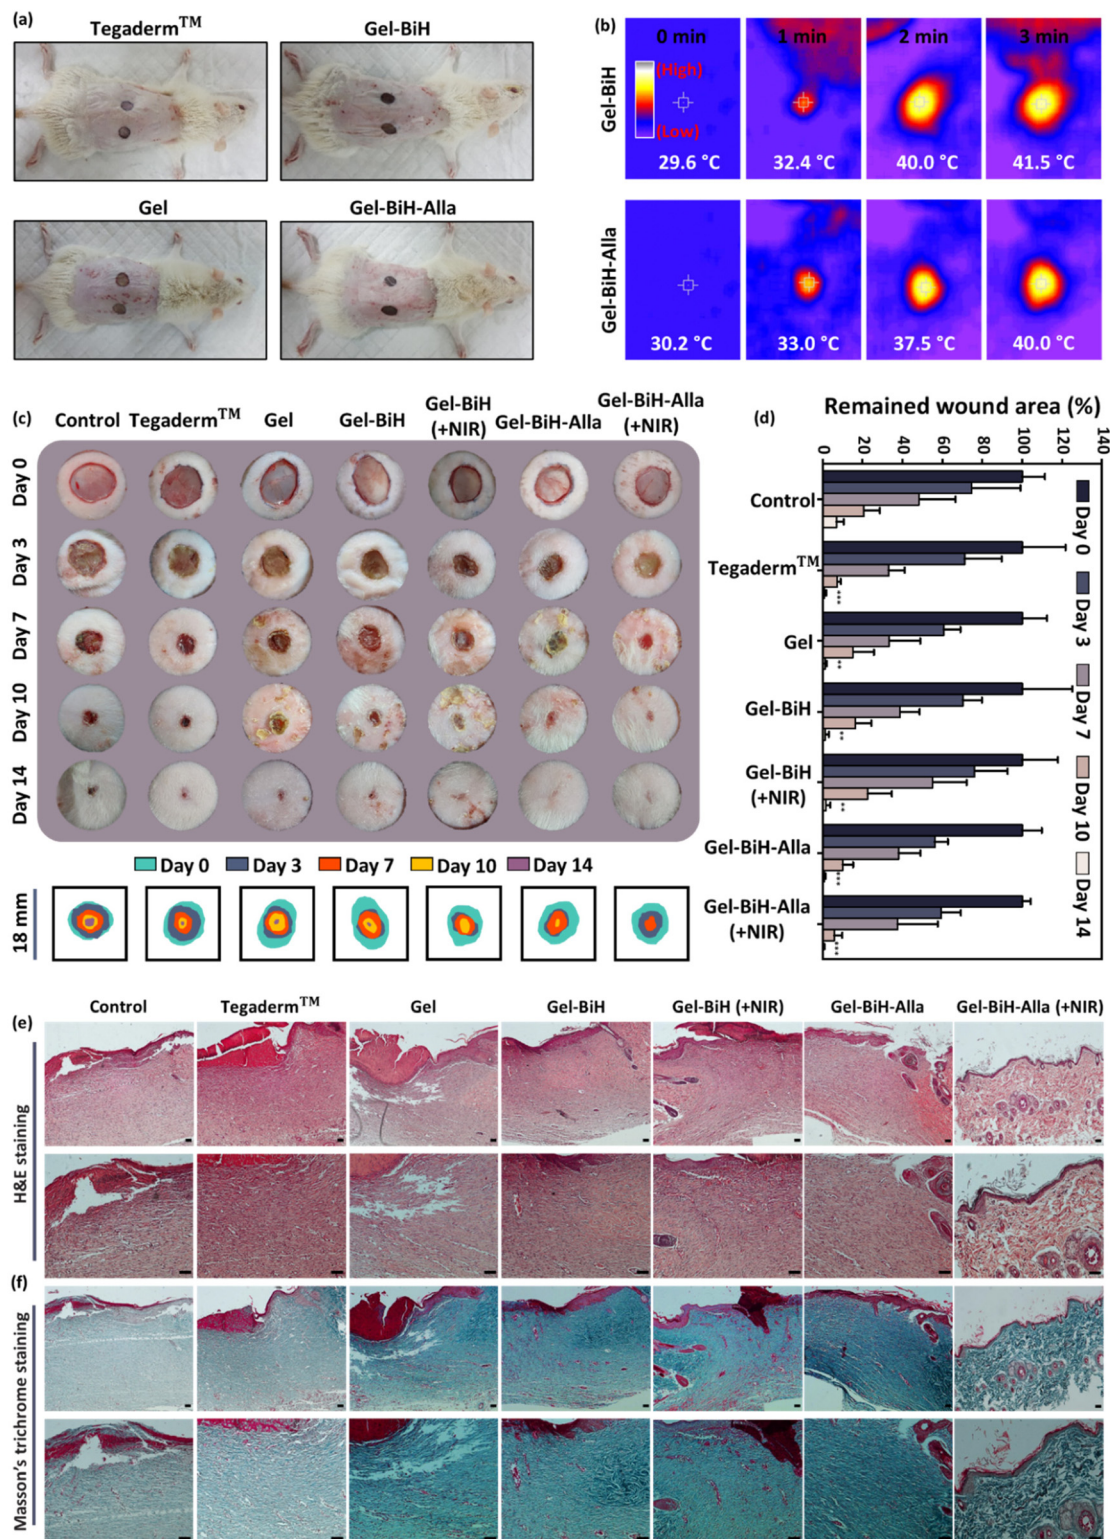 (a)
Tegaderm™
Gel-BiH
Gel
Gel-BiH-Alla
(b)
0 min
1 min
2 min
3 min
Gel-BiH
(High)
(Low)
29.6 °C
32.4 °C
40.0 °C
41.5 °C
Gel-BiH-Alla
30.2 °C
33.0 °C
37.5 °C
40.0 °C
(c)
Control
Tegaderm™
Gel
Gel-BiH
Gel-BiH
(+NIR)
Gel-BiH-Alla
Gel-BiH-Alla
(+NIR)
Day 0
Day 3
Day 7
Day 10
Day 14
Day 0
Day 3
Day 7
Day 10
Day 14
18 mm
(d)
Remained wound area (%)
0
20
40
60
80
100
120
140
Control
Tegaderm™
***
Gel
**
Gel-BiH
**
Gel-BiH
(+NIR)
**
Gel-BiH-Alla
***
Gel-BiH-Alla
(+NIR)
***
Day 0
Day 3
Day 7
Day 10
Day 14
(e)
Control
Tegaderm™
Gel
Gel-BiH
Gel-BiH (+NIR)
Gel-BiH-Alla
Gel-BiH-Alla (+NIR)
H&E staining
(f)
Masson's trichrome staining